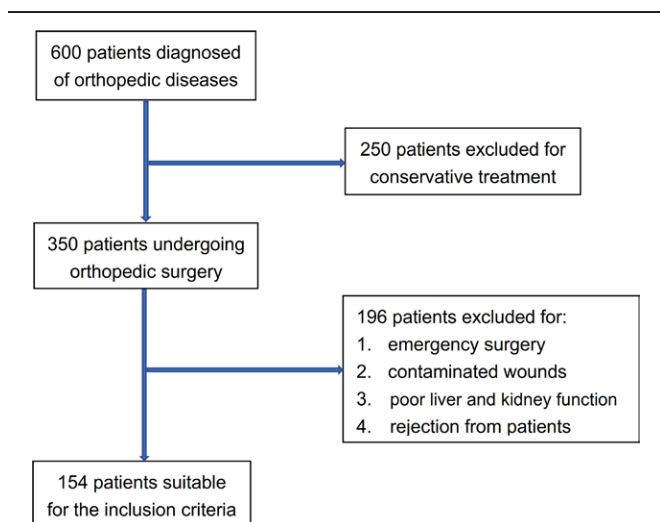 600 patients diagnosed
of orthopedic diseases
250 patients excluded for
conservative treatment
350 patients undergoing
orthopedic surgery
196 patients excluded for:
1. emergency surgery
2. contaminated wounds
3. poor liver and kidney function
4. rejection from patients
154 patients suitable
for the inclusion criteria